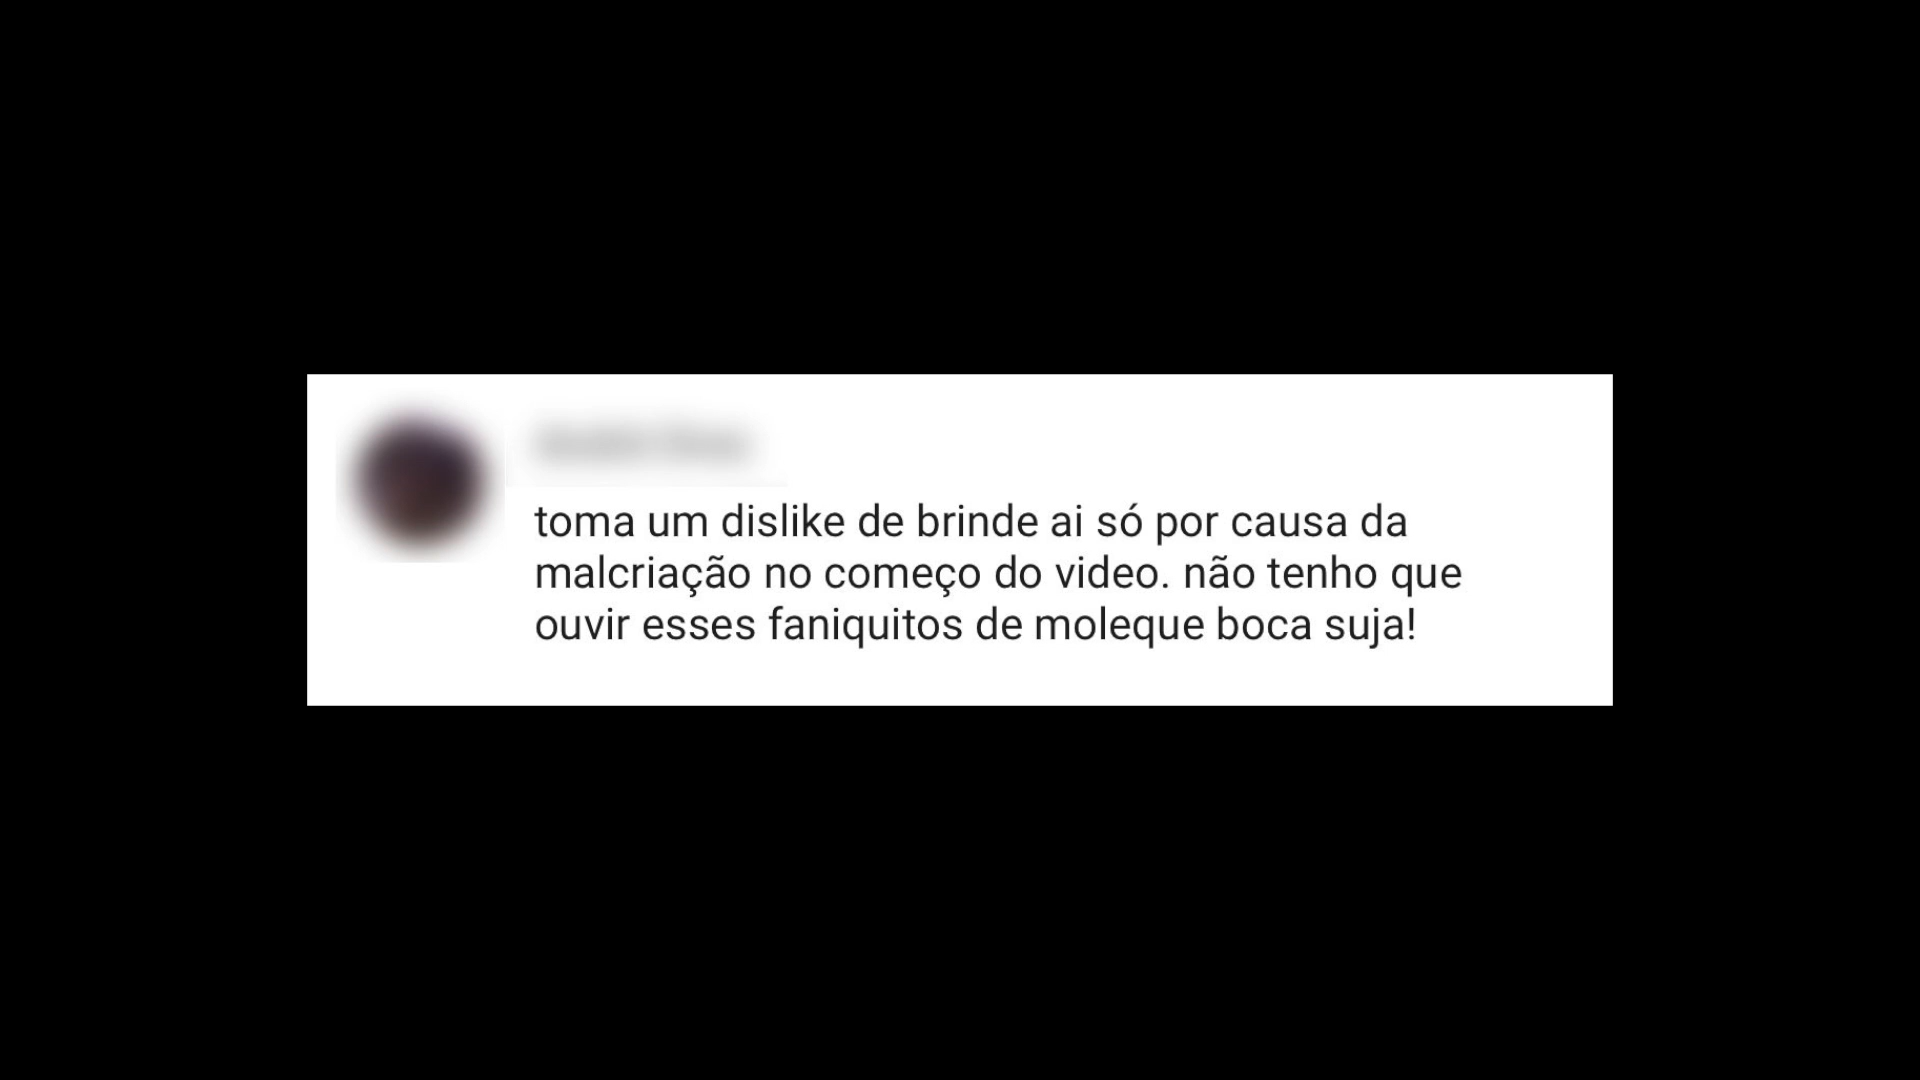 toma um dislike de brinde ai só por causa da
malcriação no começo do video. não tenho que
ouvir esses faniquitos de moleque boca suja!